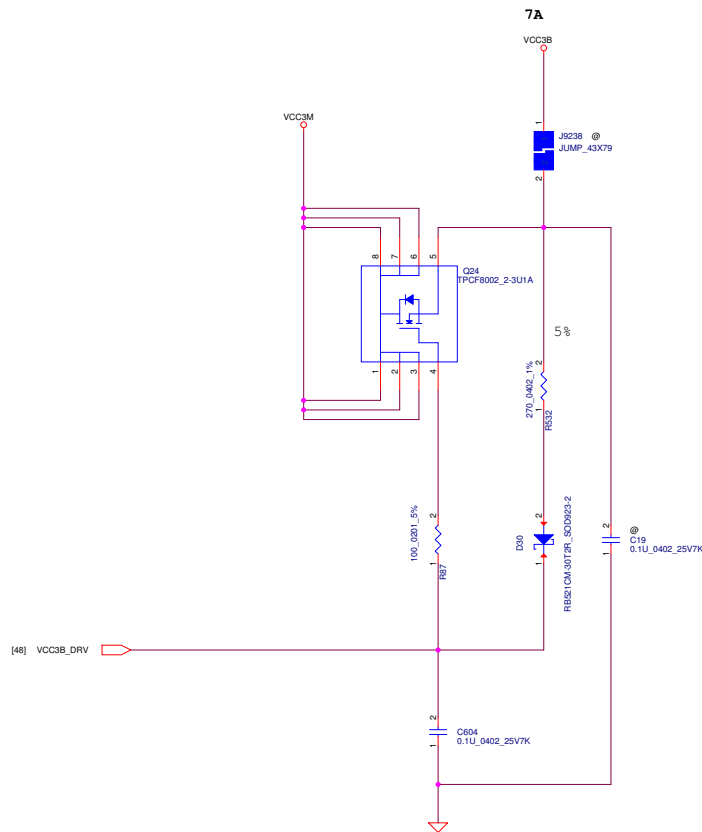 7A
VCC3B
VCC3M
1
J9238 @
JUMP_43X79
2
8
7
6
5
Q24
TPCF8002_2-3U1A
5%
1
2
3
4
2
270_0402_1%
1
R532
2
100_0201_5%
1
R87
2
D30
1
RB521CM-30T2R_SOD923-2
2
@
C19
1
0.1U_0402_25V7K
[48] VCC3B_DRV
2
C604
1
0.1U_0402_25V7K